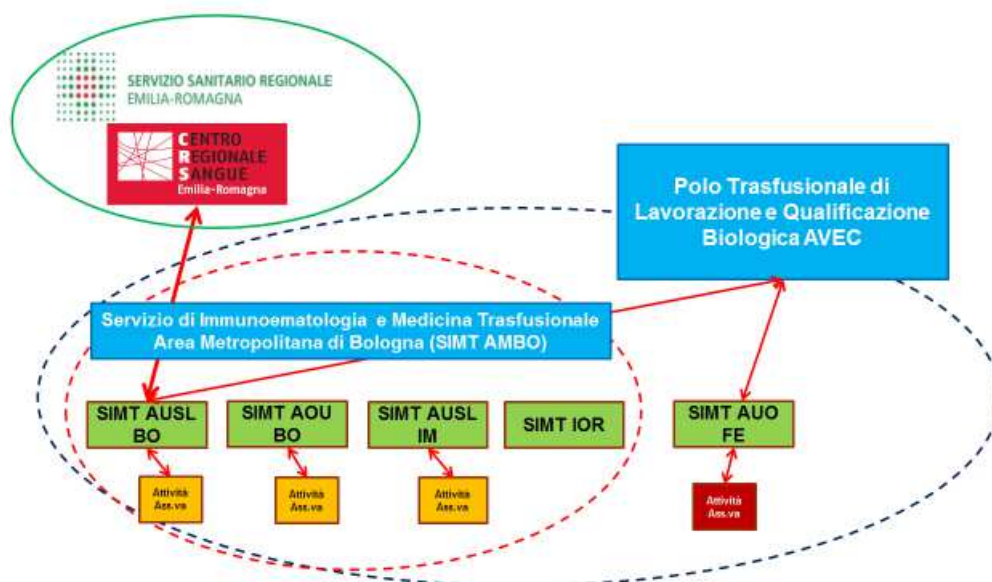 SERVIZIO SANITARIO REGIONALE
EMILIA-ROMAGNA
CENTRO
REGIONALE
SANGUE
Emilia-Romagna
Polo Trasfusionale di
Lavorazione e Qualificazione
Biologica AVEC
Servizio di Immunoematologia e Medicina Trasfusionale
Area Metropolitana di Bologna (SIMT AMBO)
SIMT AUSL
BO
SIMT AOU
BO
SIMT AUSL
IM
SIMT IOR
SIMT AUO
FE
Attività
Ass.va
Attività
Ass.va
Attività
Ass.va
Attività
Ass.va